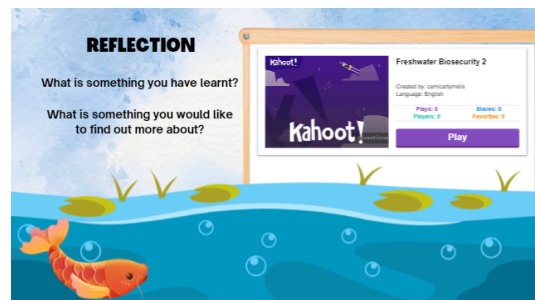 REFLECTION
What is something you have learnt?
What is something you would like
to find out more about?
Kahoot!
Kahoot!
Freshwater Biosecurity 2
Created by: carnicartymelis
Language: English
Plays: 0
Shares: 0
Players: 0
Favorites: 0
Play